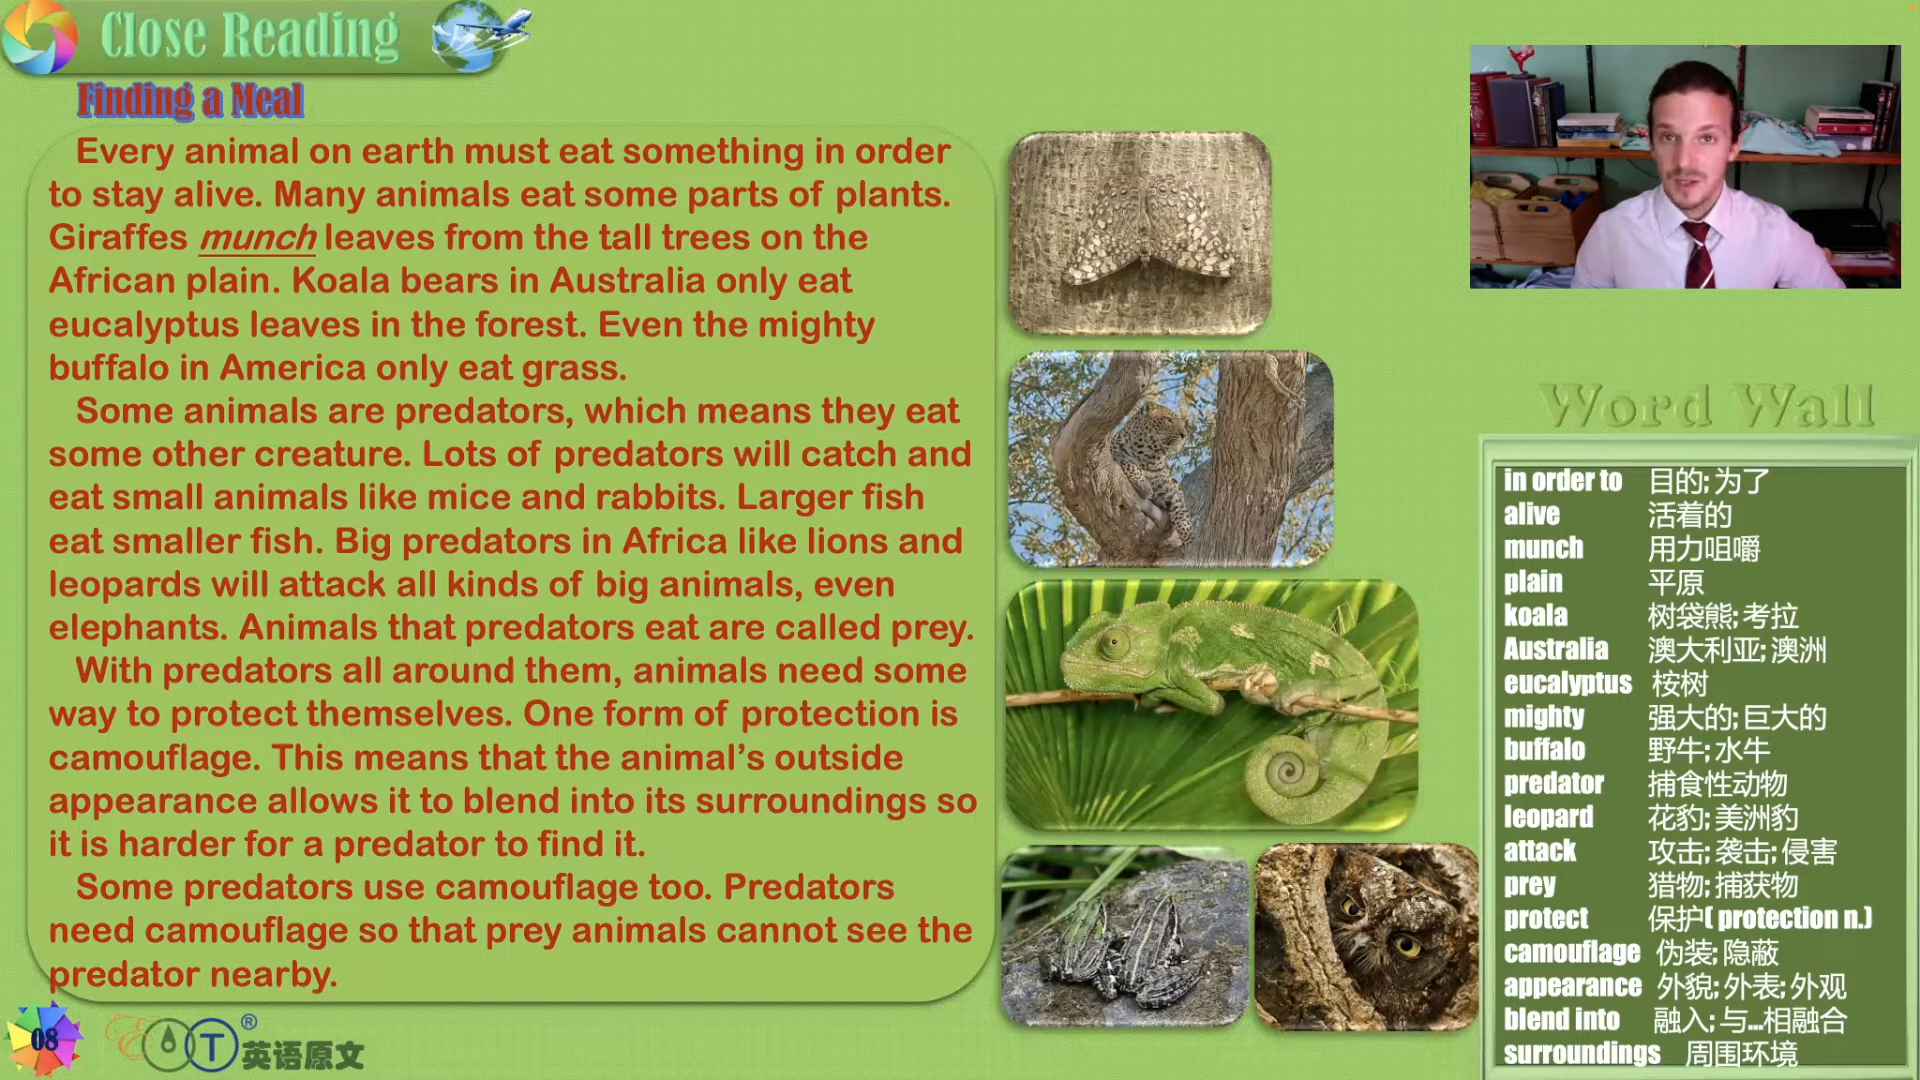 Close Reading
Finding a Meal
Every animal on earth must eat something in order
to stay alive. Many animals eat some parts of plants.
Giraffes munch leaves from the tall trees on the
African plain. Koala bears in Australia only eat
eucalyptus leaves in the forest. Even the mighty
buffalo in America only eat grass.
Some animals are predators, which means they eat
some other creature. Lots of predators will catch and
eat small animals like mice and rabbits. Larger fish
eat smaller fish. Big predators in Africa like lions and
leopards will attack all kinds of big animals, even
elephants. Animals that predators eat are called prey.
With predators all around them, animals need some
way to protect themselves. One form of protection is
camouflage. This means that the animal's outside
appearance allows it to blend into its surroundings so
it is harder for a predator to find it.
Some predators use camouflage too. Predators
need camouflage so that prey animals cannot see the
predator nearby.
Word Wall
in order to 目的; 为了
alive 活着的
munch 用力咀嚼
plain 平原
koala 树袋熊; 考拉
Australia 澳大利亚; 澳洲
eucalyptus 桉树
mighty 强大的; 巨大的
buffalo 野牛; 水牛
predator 捕食性动物
leopard 花豹; 美洲豹
attack 攻击; 袭击; 侵害
prey 猎物; 捕获物
protect 保护( protection n.)
camouflage 伪装; 隐蔽
appearance 外貌; 外表; 外观
blend into 融入; 与...相融合
surroundings 周围环境
08
T® 英语原文